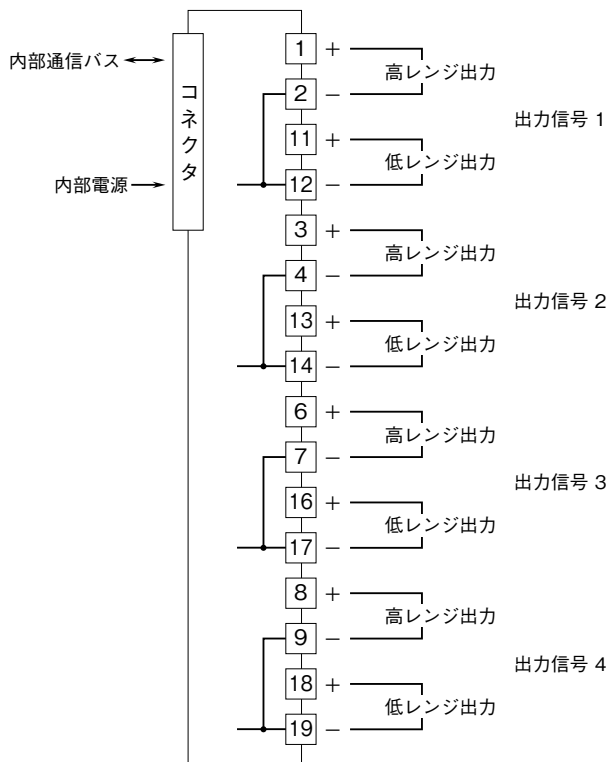 内部通信バス
コネクタ
内部電源
1 +
高レンジ出力
2 −
出力信号 1
11 +
低レンジ出力
12 −
3 +
高レンジ出力
4 −
出力信号 2
13 +
低レンジ出力
14 −
6 +
高レンジ出力
7 −
出力信号 3
16 +
低レンジ出力
17 −
8 +
高レンジ出力
9 −
出力信号 4
18 +
低レンジ出力
19 −